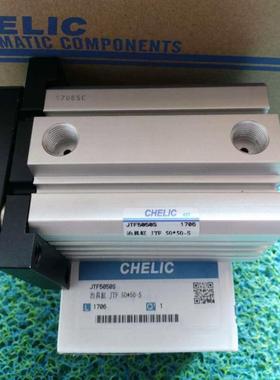 ELIC
MATIC COMPONENTS
1706SC
JTF5050S 1706
治具缸 JTF 50*50-S
CHELIC
JTF5050S
治具缸 JTF 50*50-S
L 1706 Q 1
CHELIC